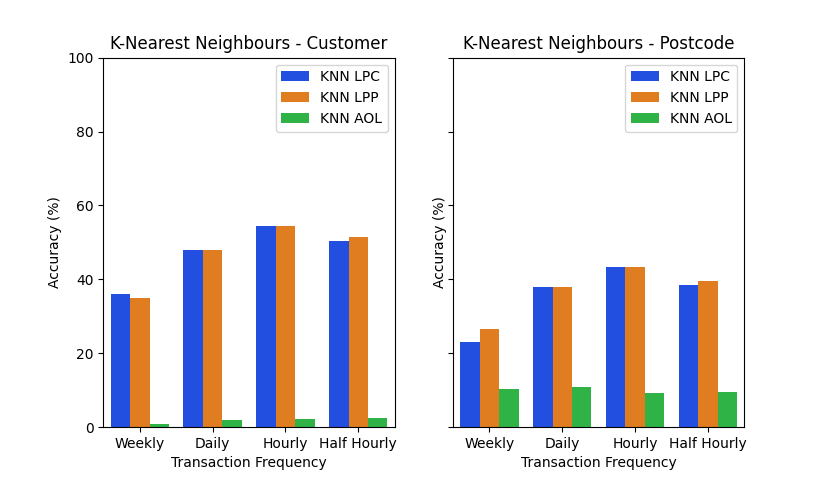 K-Nearest Neighbours - Customer
100
80
60
40
20
0
Accuracy (%)
KNN LPC
KNN LPP
KNN AOL
Weekly Daily Hourly Half Hourly
Transaction Frequency
K-Nearest Neighbours - Postcode
Accuracy (%)
KNN LPC
KNN LPP
KNN AOL
Weekly Daily Hourly Half Hourly
Transaction Frequency